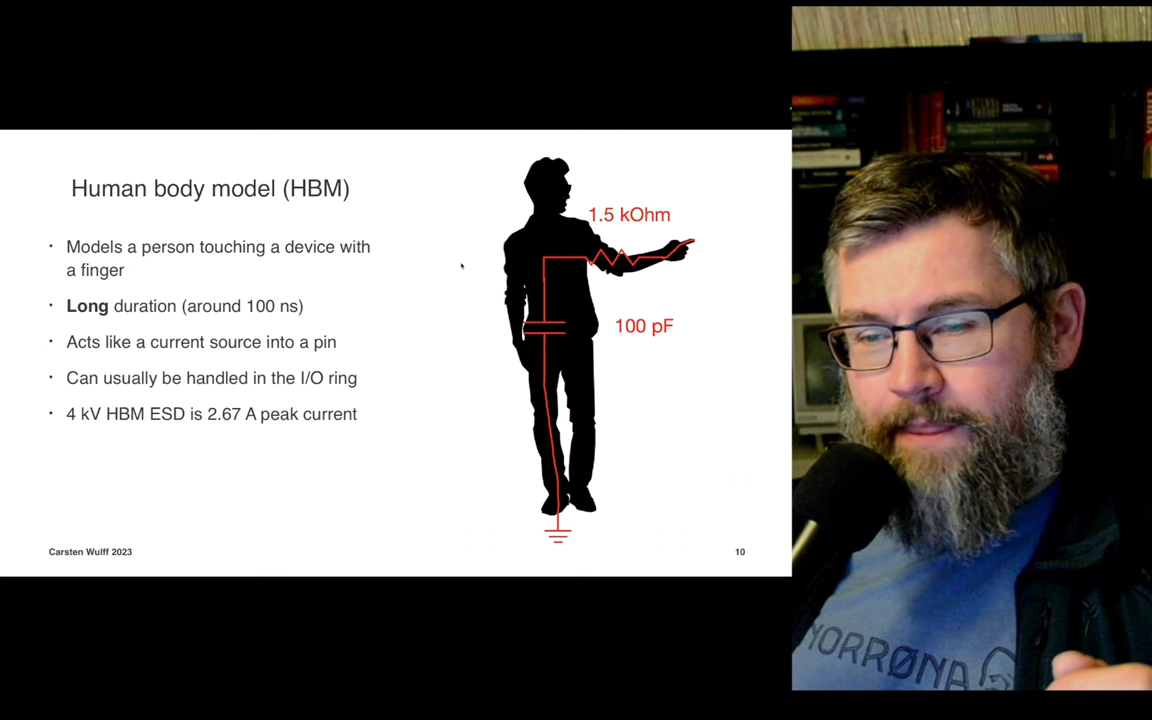 Human body model (HBM)
• Models a person touching a device with
a finger
• Long duration (around 100 ns)
• Acts like a current source into a pin
• Can usually be handled in the I/O ring
• 4 kV HBM ESD is 2.67 A peak current
1.5 kOhm
100 pF
Carsten Wulff 2023
10
NORRØNA